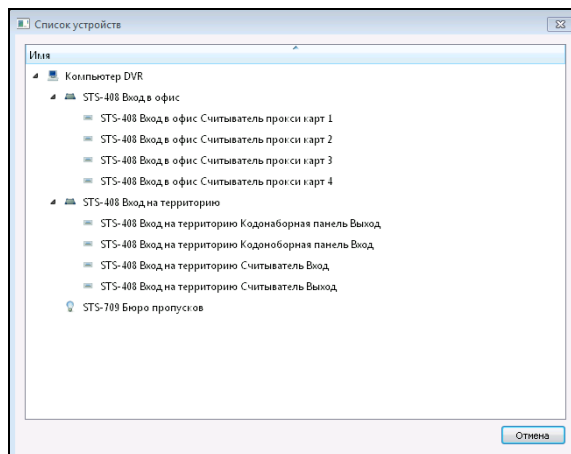 Список устройств
Имя
Компьютер DVR
STS-408 Вход в офис
STS-408 Вход в офис Считыватель прокси карт 1
STS-408 Вход в офис Считыватель прокси карт 2
STS-408 Вход в офис Считыватель прокси карт 3
STS-408 Вход в офис Считыватель прокси карт 4
STS-408 Вход на территорию
STS-408 Вход на территорию Кодонаборная панель Выход
STS-408 Вход на территорию Кодоноборная панель Вход
STS-408 Вход на территорию Считыватель Вход
STS-408 Вход на территорию Считыватель Выход
STS-709 Бюро пропусков
Отмена